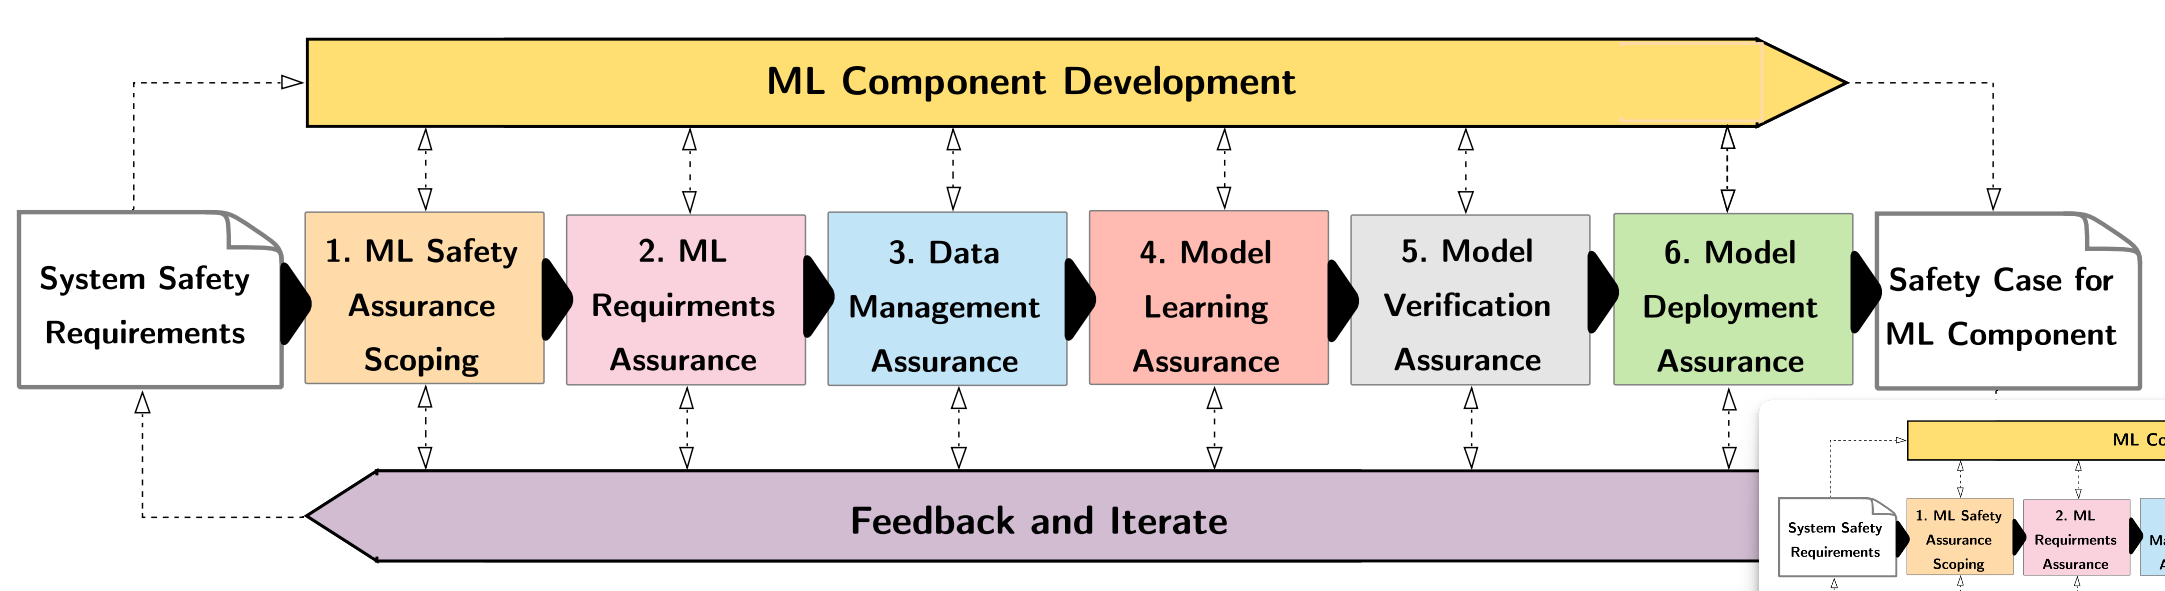 ML Component Development
System Safety
Requirements
1. ML Safety
Assurance
Scoping
2. ML
Requirments
Assurance
3. Data
Management
Assurance
4. Model
Learning
Assurance
5. Model
Verification
Assurance
6. Model
Deployment
Assurance
Safety Case for
ML Component
Feedback and Iterate
ML Co
System Safety
Requirements
1. ML Safety
Assurance
Scoping
2. ML
Requirments
Assurance
Ma
A